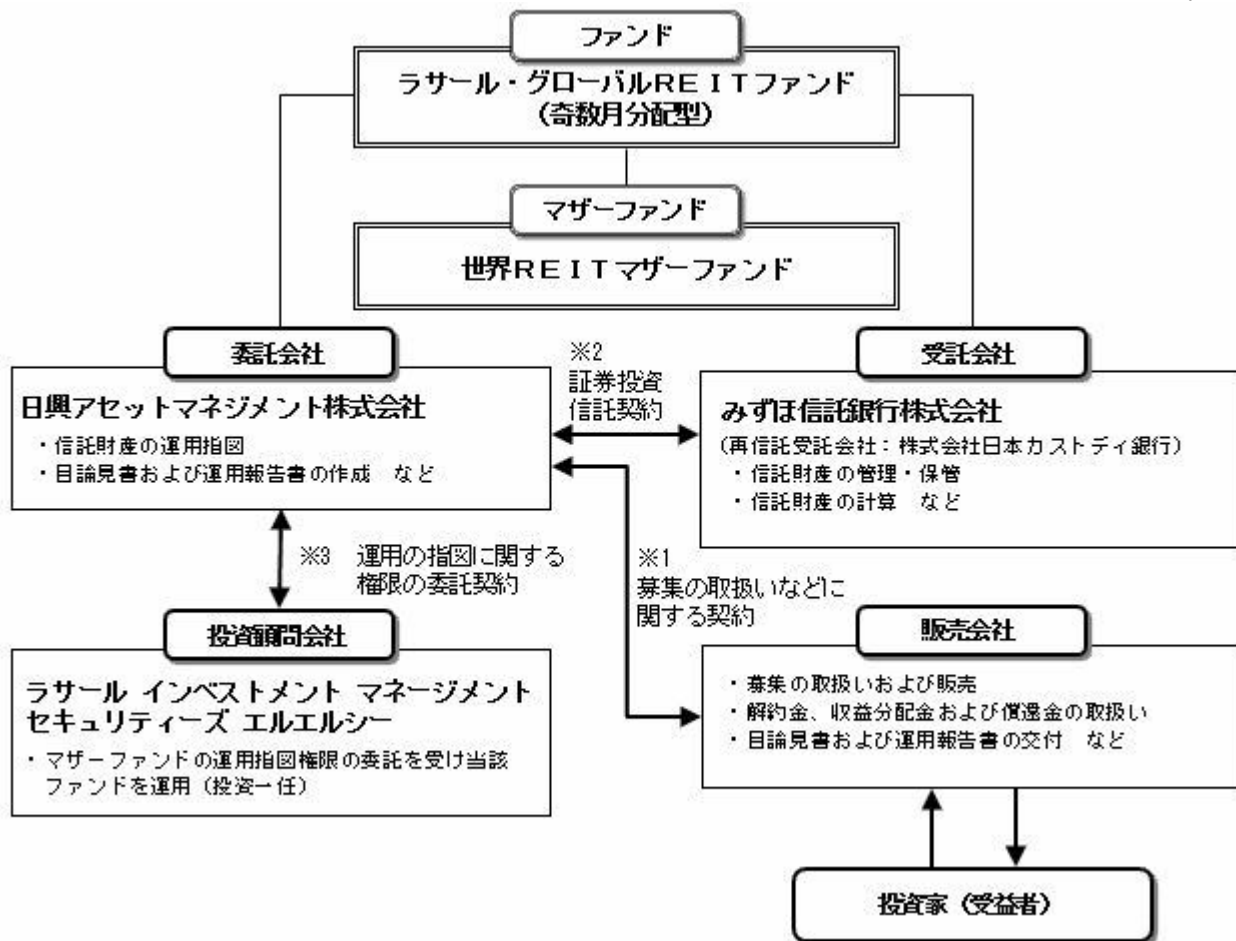 ファンド
ラサール・グローバルREITファンド
(奇数月分配型)
マザーファンド
世界REITマザーファンド
委託会社
日興アセットマネジメント株式会社
・信託財産の運用指図
・目論見書および運用報告書の作成 など
※2
証券投資
信託契約
受託会社
みずほ信託銀行株式会社
(再信託受託会社:株式会社日本カストディ銀行)
・信託財産の管理・保管
・信託財産の計算 など
※3 運用の指図に関する
権限の委託契約
※1
募集の取扱いなどに
関する契約
投資顧問会社
ラサール インベストメント マネージメント
セキュリティーズ エルエルシー
・マザーファンドの運用指図権限の委託を受け当該
ファンドを運用(投資一任)
販売会社
・募集の取扱いおよび販売
・解約金、収益分配金および償還金の取扱い
・目論見書および運用報告書の交付 など
投資家(受益者)